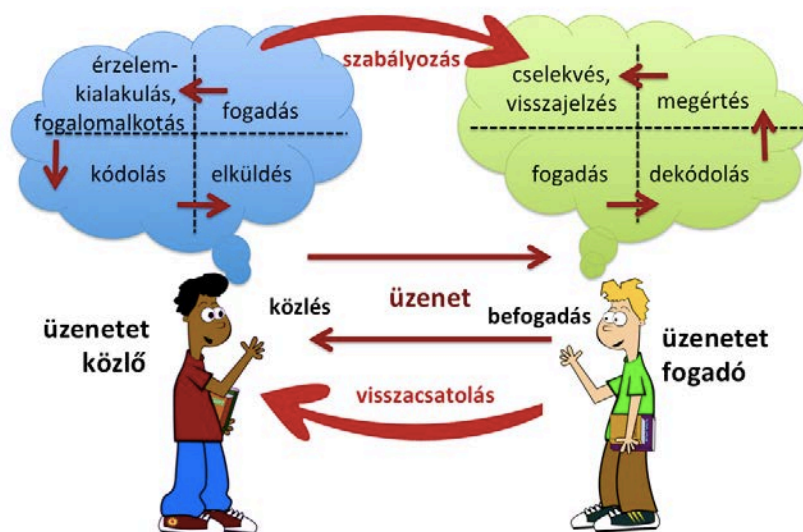 szabályozás
érzelem-
kialakulás,
fogalomalkotás
fogadás
kódolás
elküldés
cselekvés,
visszajelzés
megértés
fogadás
dekódolás
közlés
üzenet
befogadás
üzenetet
közlő
üzenetet
fogadó
visszacsatolás